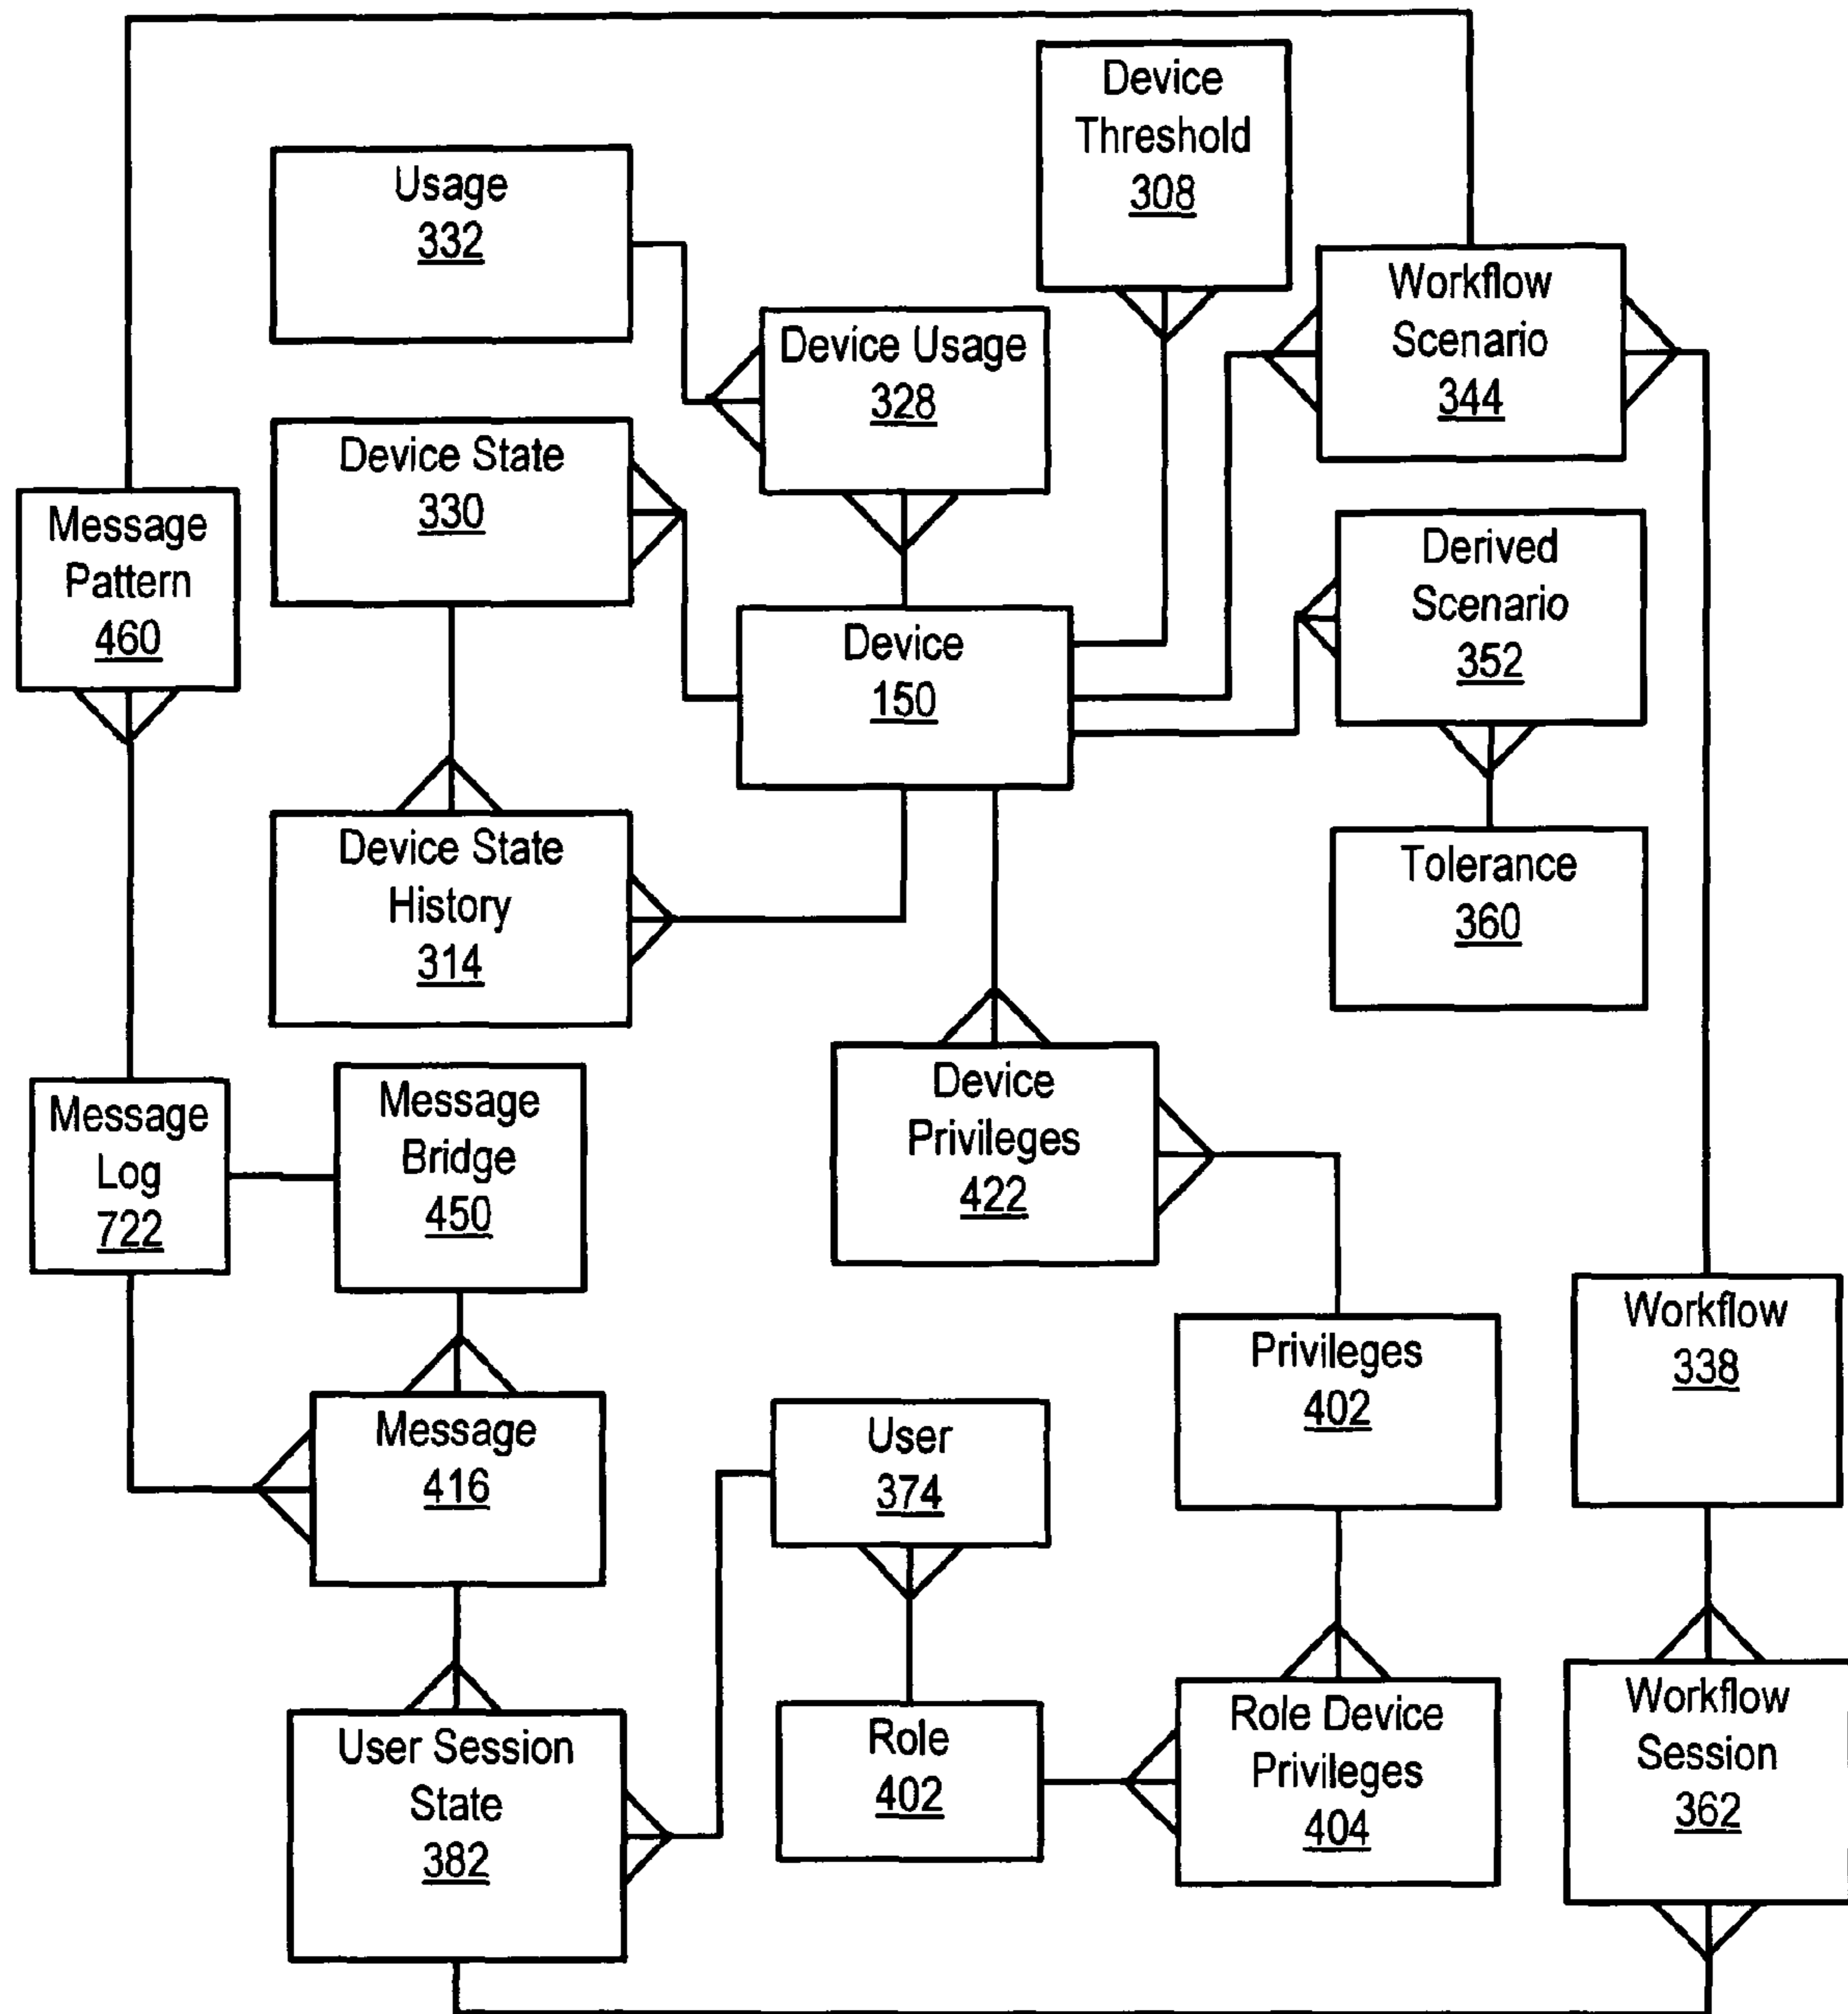 Device
Threshold
308
Usage
332
Workflow
Scenario
344
Device Usage
328
Device State
330
Message
Pattern
460
Derived
Scenario
352
Device
150
Device State
History
314
Tolerance
360
Message
Log
722
Message
Bridge
450
Device
Privileges
422
Workflow
338
Privileges
402
Message
416
User
374
User Session
State
382
Role
402
Role Device
Privileges
404
Workflow
Session
362